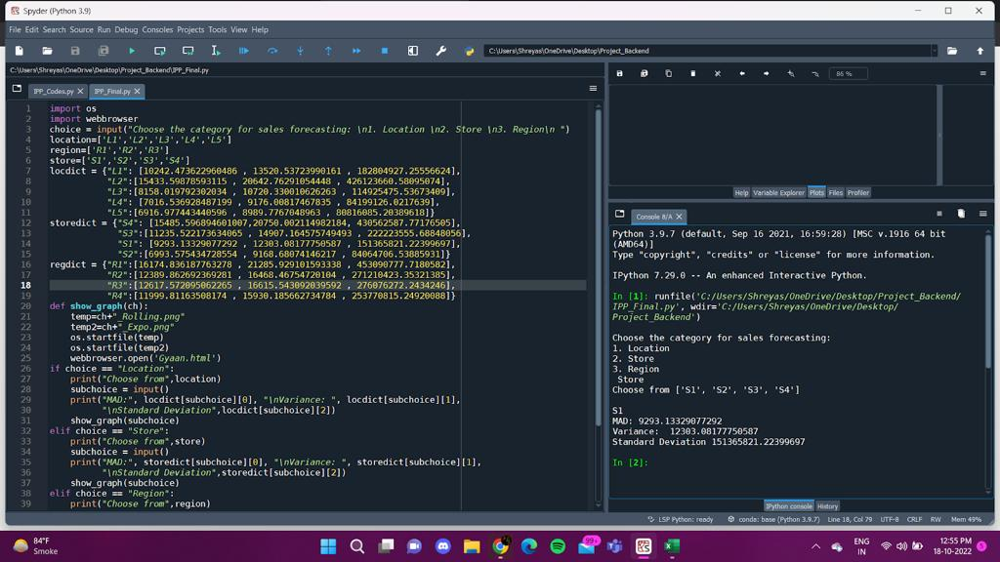 Spyder (Python 3.9)
File Edit Search Source Run Debug Consoles Projects Tools View Help
C:\Users\Shreyas\OneDrive\Desktop\Project_Backend
C:\Users\Shreyas\OneDrive\Desktop\Project_Backend\IPP_Final.py
IPP_Codes.py IPP_Final.py
1 import os
2 import webbrowser
3 choice = input("Choose the category for sales forecasting: \n1. Location \n2. Store \n3. Region\n ")
4 location=['L1','L2','L3','L4','L5']
5 region=['R1','R2','R3']
6 store=['S1','S2','S3','S4']
7 locdict = {"L1": [10242.473622960486 , 13520.53723990161 , 182804927.25556624],
8 "L2":[15433.59878593115 , 20642.76291054448 , 426123660.58095074],
9 "L3":[8158.019792302034 , 10720.330010626263 , 114925475.53673409],
10 "L4": [7016.536920487199 , 9176.00817467835 , 84199126.0217639],
11 "L5":[6916.977443440596 , 8989.7767048963 , 80816085.20389618]}
12 storedict = {"S4": [15485.596894601007,20750.002114982184, 430562587.77176505],
13 "S3":[11235.522173634065 , 14907.164575749493 , 222223555.68848056],
14 "S1": [9293.13329077292 , 12303.08177750587 , 151365821.22399697],
15 "S2":[6993.575434728554 , 9168.68074146217 , 84064706.53885931]}
16 regdict = {"R1":[16174.836187763278 , 21285.929101593338 , 453090777.7180582],
17 "R2":[12389.862692369281 , 16468.46754720104 , 271210423.35321385],
18 "R3":[12617.572095062265 , 16615.543092039592 , 276076272.2434246],
19 "R4":[11999.81163508174 , 15930.185662734784 , 253770815.24920088]}
20 def show_graph(ch):
21 temp=ch+"_Rolling.png"
22 temp2=ch+"_Expo.png"
23 os.startfile(temp)
24 os.startfile(temp2)
25 webbrowser.open('Gyaan.html')
26 if choice == "Location":
27 print("Choose from",location)
28 subchoice = input()
29 print("MAD:", locdict[subchoice][0], "\nVariance: ", locdict[subchoice][1],
30 "\nStandard Deviation",locdict[subchoice][2])
31 show_graph(subchoice)
32 elif choice == "Store":
33 print("Choose from",store)
34 subchoice = input()
35 print("MAD:", storedict[subchoice][0], "\nVariance: ", storedict[subchoice][1],
36 "\nStandard Deviation",storedict[subchoice][2])
37 show_graph(subchoice)
38 elif choice == "Region":
39 print("Choose from",region)
86 %
Help Variable Explorer Plots Files Profiler
Console 8/A
Python 3.9.7 (default, Sep 16 2021, 16:59:28) [MSC v.1916 64 bit
(AMD64)]
Type "copyright", "credits" or "license" for more information.
IPython 7.29.0 -- An enhanced Interactive Python.
In [1]: runfile('C:/Users/Shreyas/OneDrive/Desktop/Project_Backend/
IPP_Final.py', wdir='C:/Users/Shreyas/OneDrive/Desktop/
Project_Backend')
Choose the category for sales forecasting:
1. Location
2. Store
3. Region
Store
Choose from ['S1', 'S2', 'S3', 'S4']
S1
MAD: 9293.13329077292
Variance: 12303.08177750587
Standard Deviation 151365821.22399697
In [2]:
IPython console History
LSP Python: ready conda: base (Python 3.9.7) Line 18, Col 79 UTF-8 CRLF RW Mem 49%
84°F
Smoke
99+
ENG
IN
12:55 PM
18-10-2022